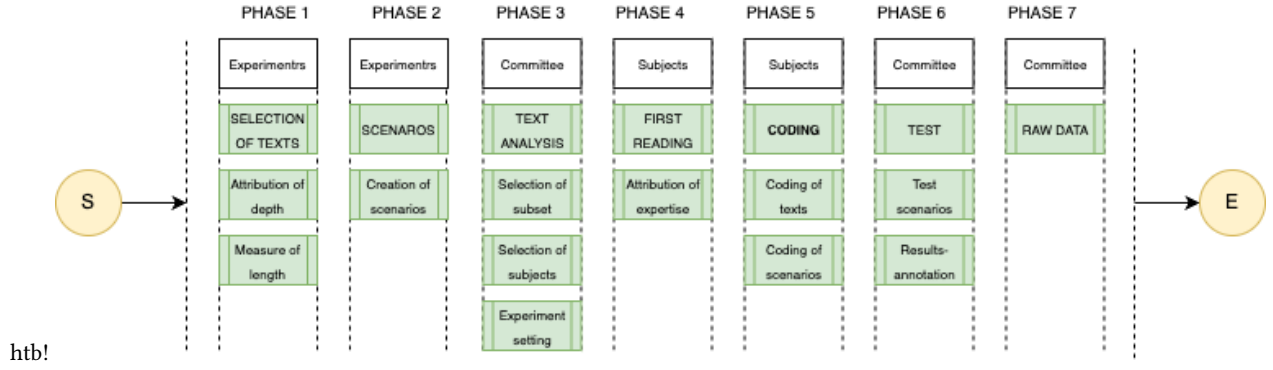 PHASE 1 PHASE 2 PHASE 3 PHASE 4 PHASE 5 PHASE 6 PHASE 7
Experimentrs Experimentrs Committee Subjects Subjects Committee Committee
SELECTION
OF TEXTS
SCENAROS
TEXT
ANALYSIS
FIRST
READING
CODING
TEST
RAW DATA
S
Attribution of
depth
Creation of
scenarios
Selection of
subset
Attribution of
expertise
Coding of
texts
Test
scenarios
E
Measure of
length
Selection of
subjects
Coding of
scenarios
Results-
annotation
Experiment
setting
htb!